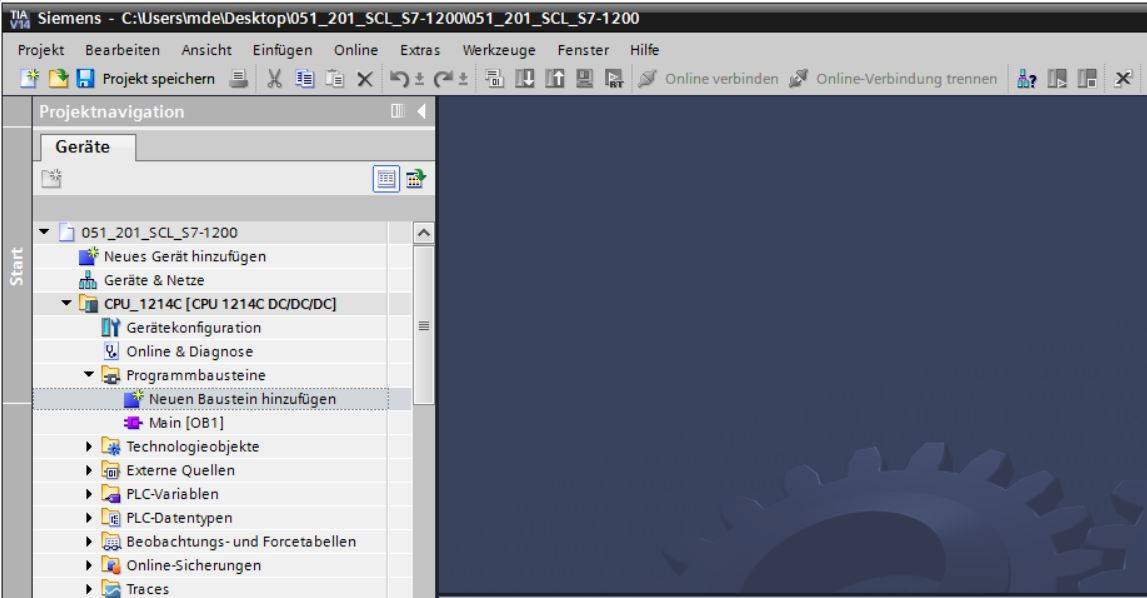 TIA V14 Siemens - C:\Users\mde\Desktop\051_201_SCL_S7-1200\051_201_SCL_S7-1200
Projekt Bearbeiten Ansicht Einfügen Online Extras Werkzeuge Fenster Hilfe
Projekt speichern Online verbinden Online-Verbindung trennen
Projektnavigation
Geräte
Start
051_201_SCL_S7-1200
Neues Gerät hinzufügen
Geräte & Netze
CPU_1214C [CPU 1214C DC/DC/DC]
Gerätekonfiguration
Online & Diagnose
Programmbausteine
Neuen Baustein hinzufügen
Main [OB1]
Technologieobjekte
Externe Quellen
PLC-Variablen
PLC-Datentypen
Beobachtungs- und Forcetabellen
Online-Sicherungen
Traces